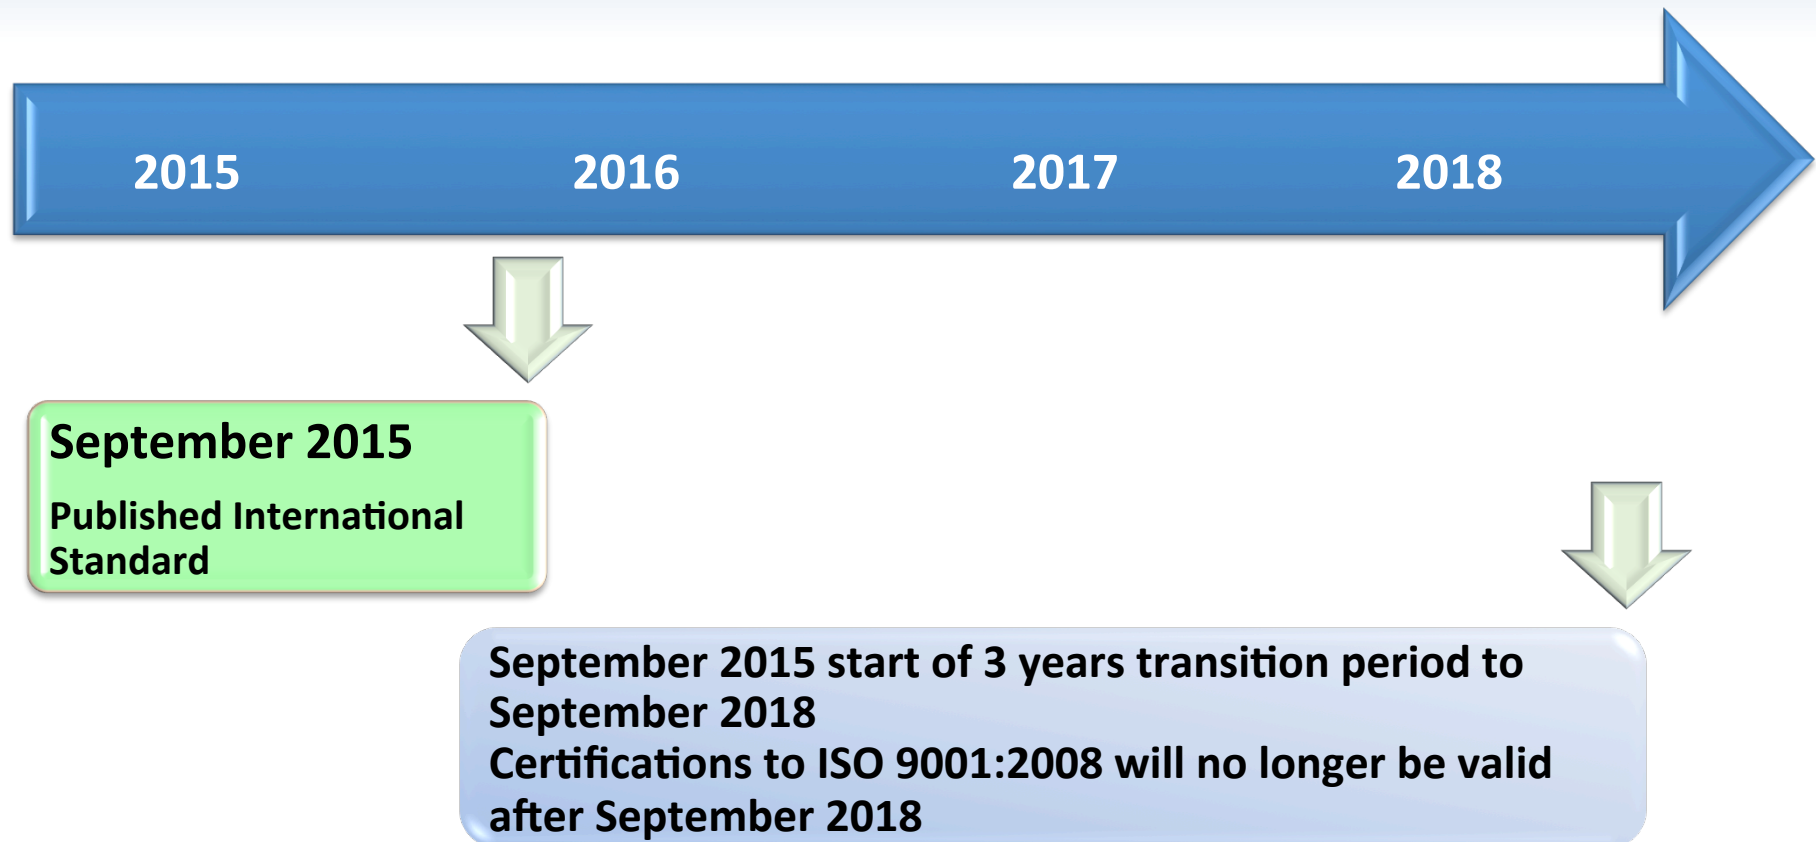 2015 2016 2017 2018
September 2015
Published International
Standard
September 2015 start of 3 years transition period to
September 2018
Certifications to ISO 9001:2008 will no longer be valid
after September 2018